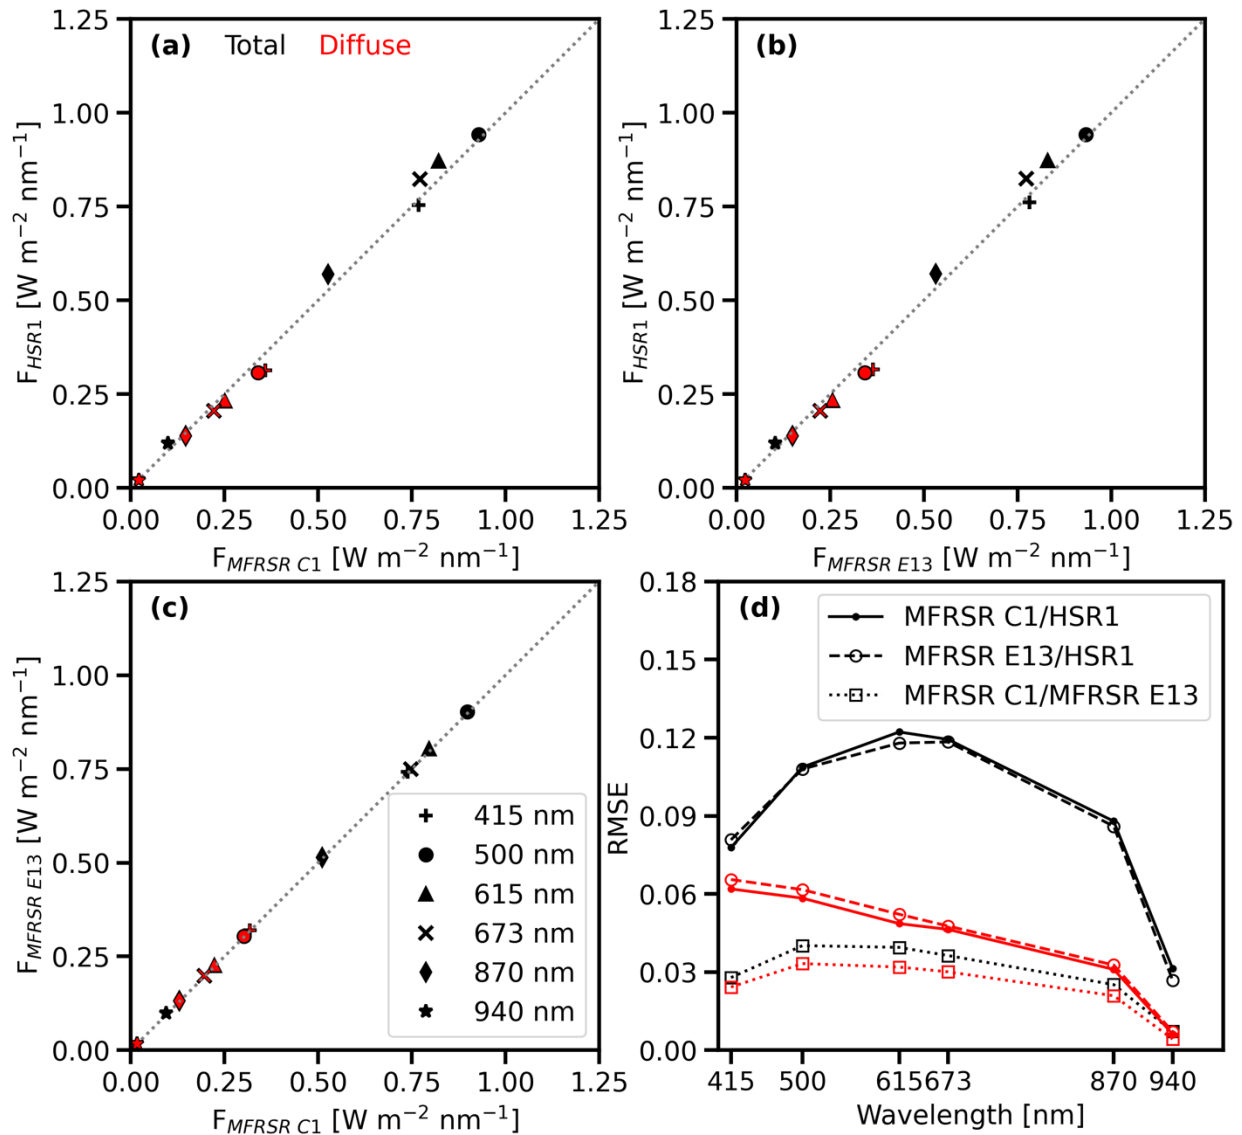 (a) Total Diffuse
1.25
1.00
0.75
0.50
0.25
0.00
F_HSR1 [W m⁻² nm⁻¹]
0.00 0.25 0.50 0.75 1.00 1.25
F_MFRSR C1 [W m⁻² nm⁻¹]
(b)
1.25
1.00
0.75
0.50
0.25
0.00
F_HSR1 [W m⁻² nm⁻¹]
0.00 0.25 0.50 0.75 1.00 1.25
F_MFRSR E13 [W m⁻² nm⁻¹]
(c)
1.25
1.00
0.75
0.50
0.25
0.00
F_MFRSR E13 [W m⁻² nm⁻¹]
415 nm
500 nm
615 nm
673 nm
870 nm
940 nm
0.00 0.25 0.50 0.75 1.00 1.25
F_MFRSR C1 [W m⁻² nm⁻¹]
(d)
MFRSR C1/HSR1
MFRSR E13/HSR1
MFRSR C1/MFRSR E13
0.18
0.15
0.12
0.09
0.06
0.03
0.00
RMSE
415 500 615 673 870 940
Wavelength [nm]